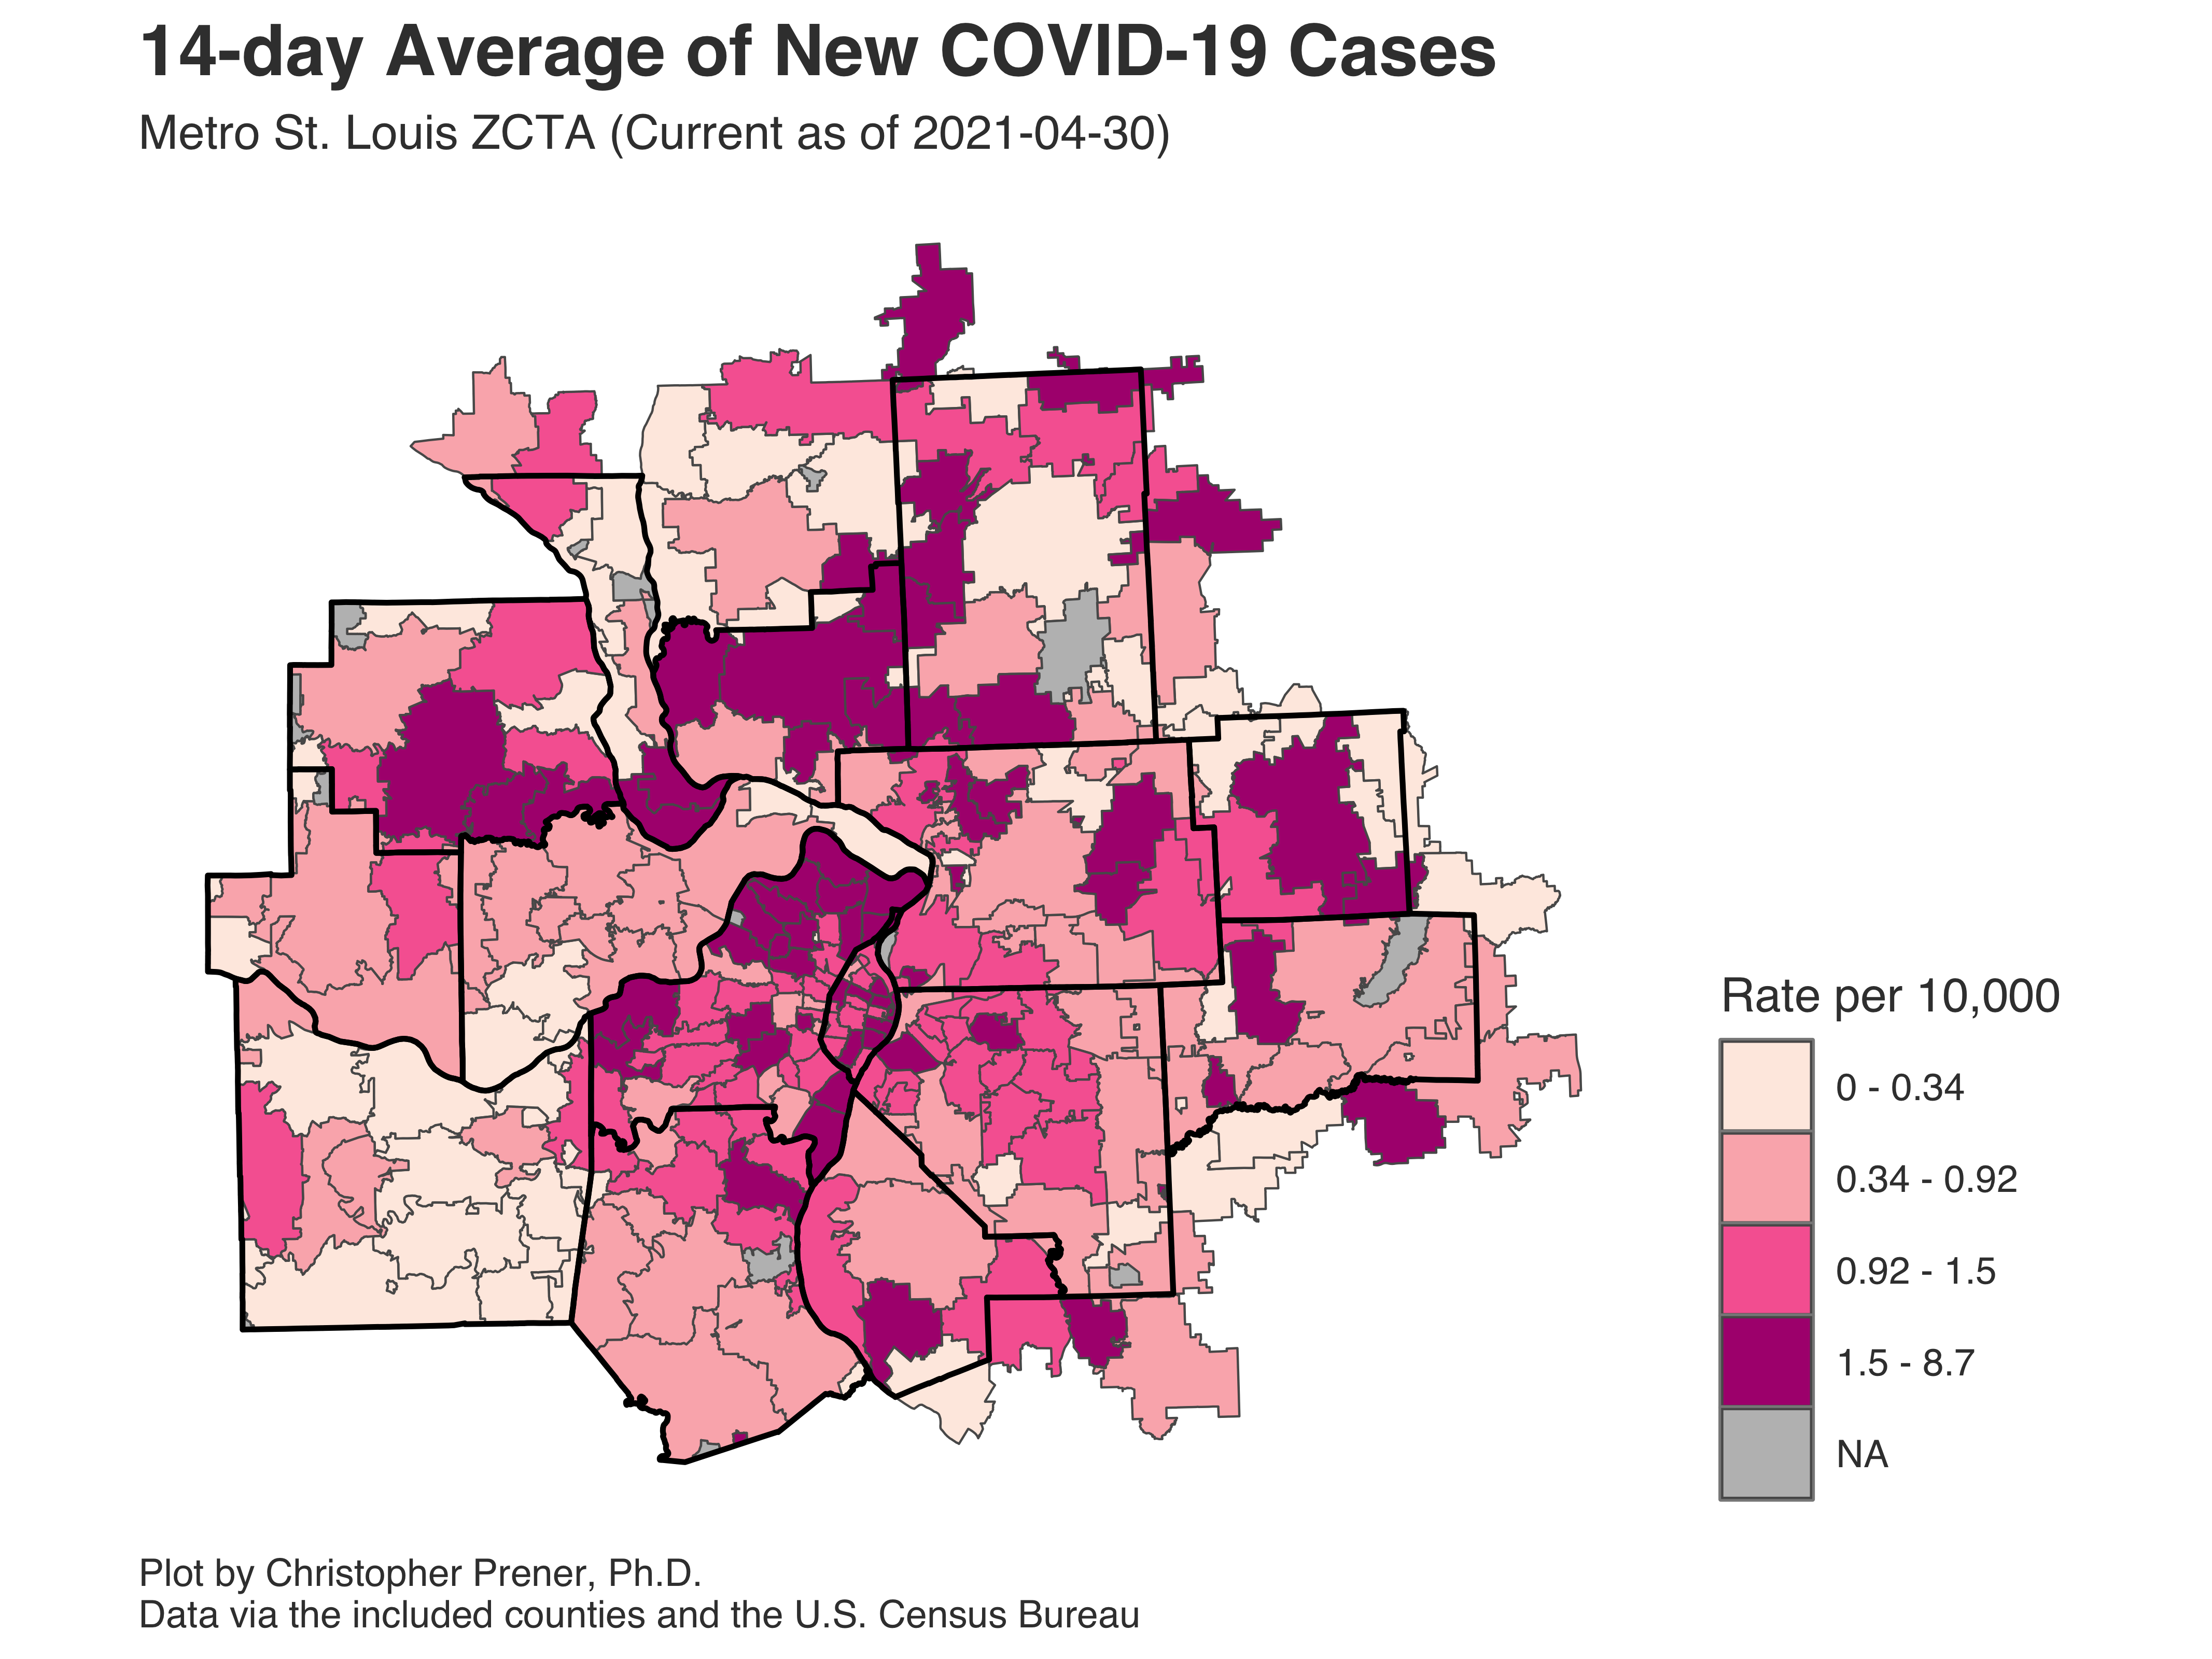 14-day Average of New COVID-19 Cases
Metro St. Louis ZCTA (Current as of 2021-04-30)
Rate per 10,000
0 - 0.34
0.34 - 0.92
0.92 - 1.5
1.5 - 8.7
NA
Plot by Christopher Prener, Ph.D.
Data via the included counties and the U.S. Census Bureau